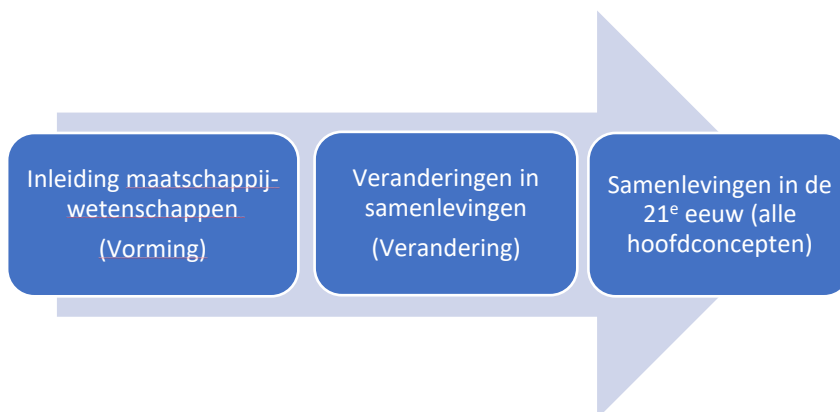 Inleiding maatschappij-
wetenschappen
(Vorming)
Veranderingen in
samenlevingen
(Verandering)
Samenlevingen in de
21e eeuw (alle
hoofdconcepten)